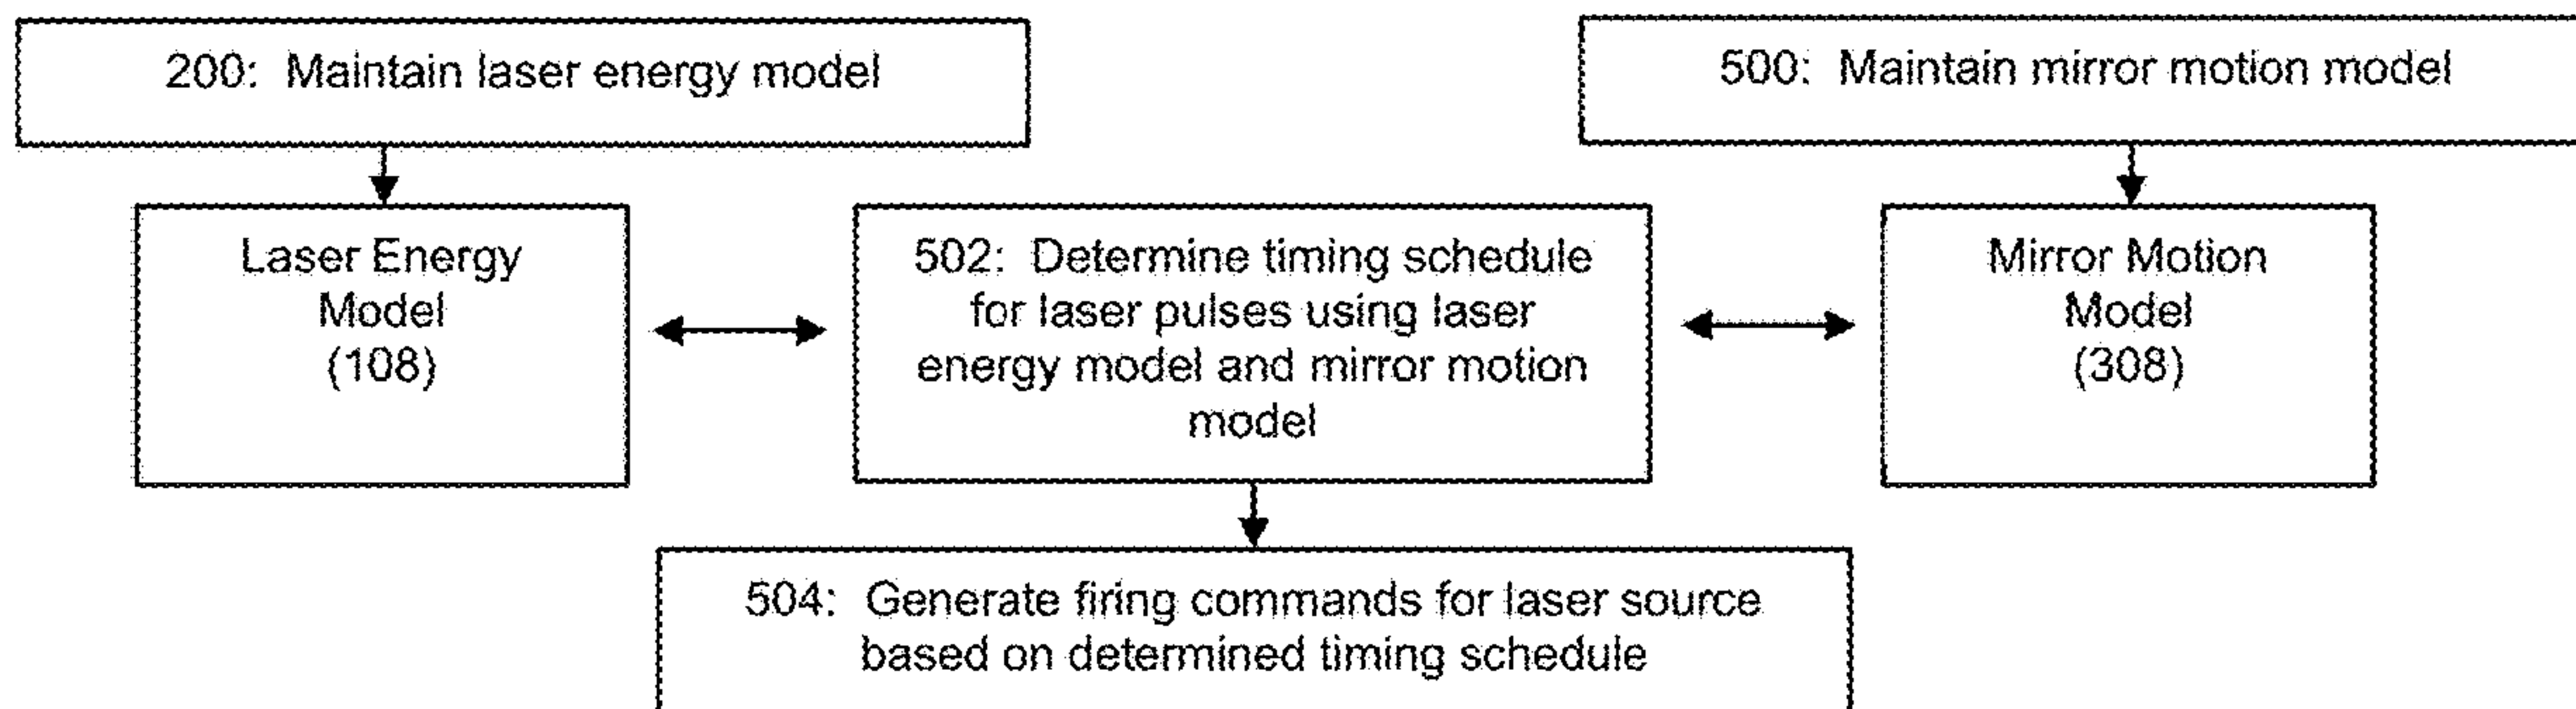 200: Maintain laser energy model
500: Maintain mirror motion model
Laser Energy
Model
(108)
502: Determine timing schedule
for laser pulses using laser
energy model and mirror motion
model
Mirror Motion
Model
(308)
504: Generate firing commands for laser source
based on determined timing schedule